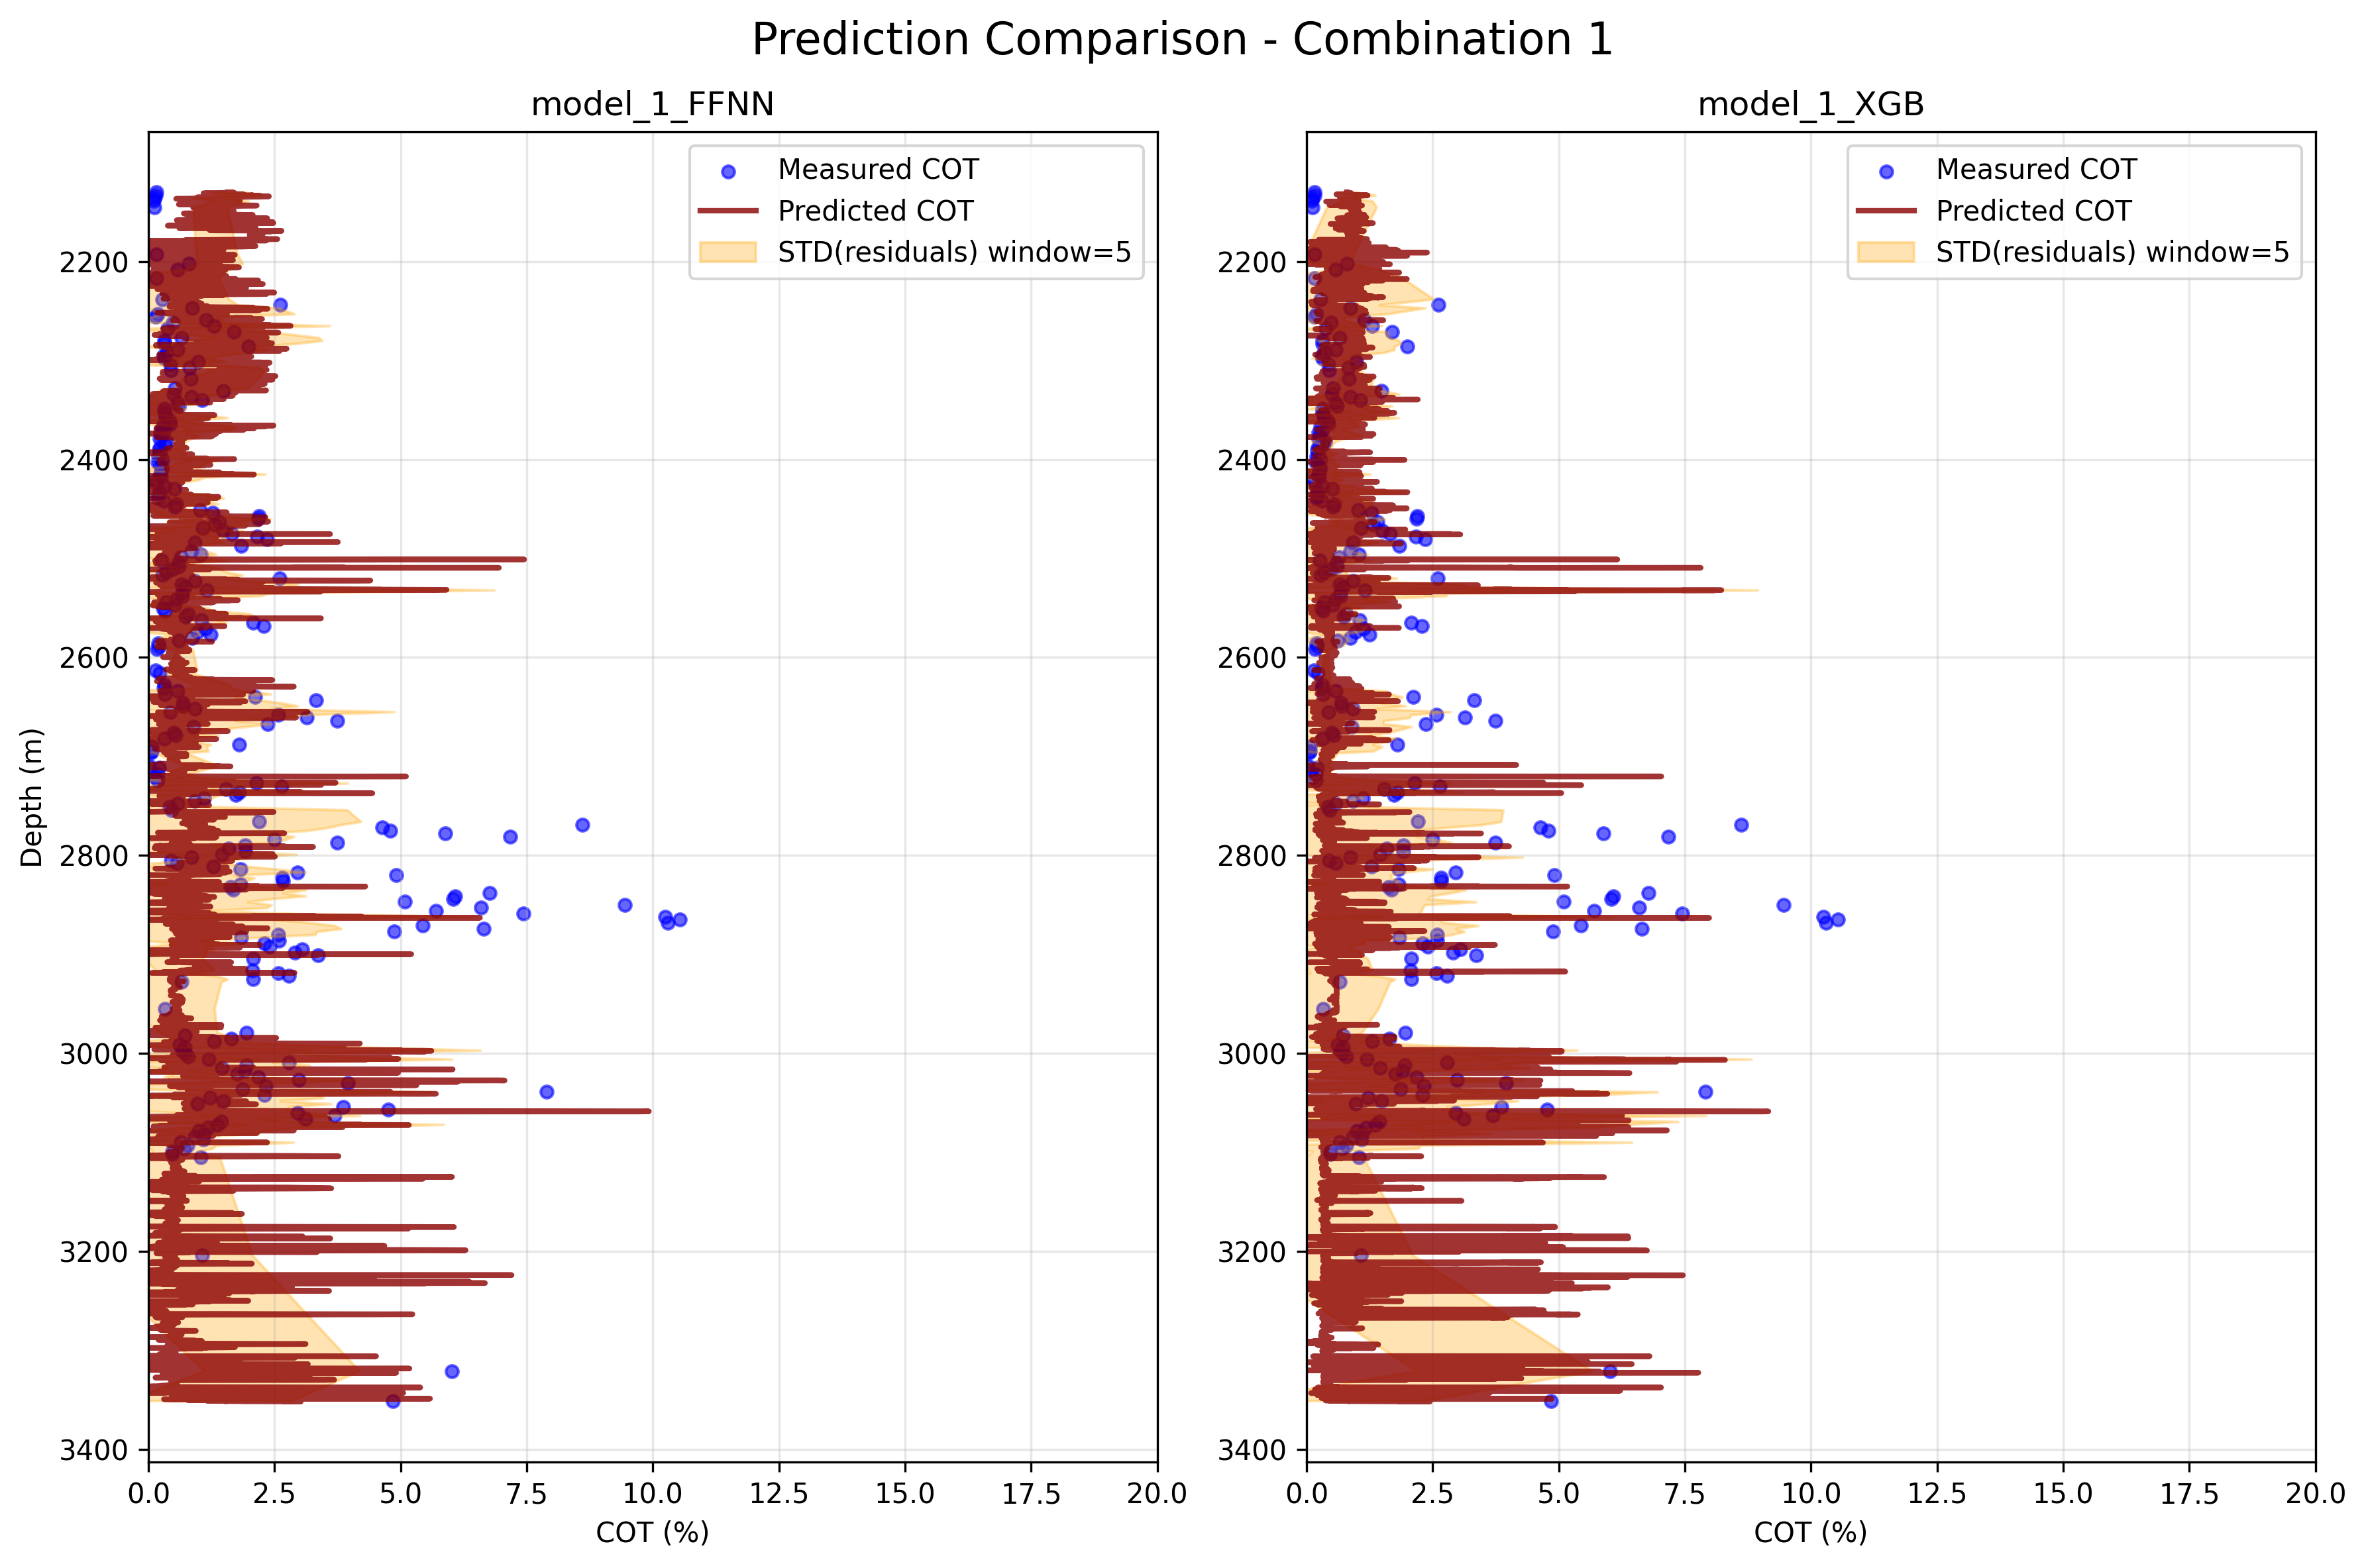 Prediction Comparison - Combination 1
model_1_FFNN
Measured COT
Predicted COT
STD(residuals) window=5
Depth (m)
2200
2400
2600
2800
3000
3200
3400
0.0 2.5 5.0 7.5 10.0 12.5 15.0 17.5 20.0
COT (%)
model_1_XGB
Measured COT
Predicted COT
STD(residuals) window=5
2200
2400
2600
2800
3000
3200
3400
0.0 2.5 5.0 7.5 10.0 12.5 15.0 17.5 20.0
COT (%)